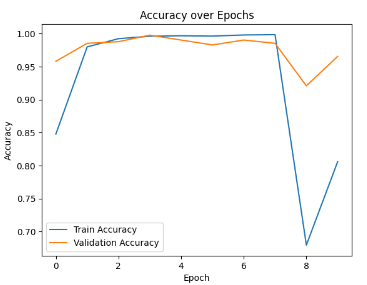 Accuracy over Epochs
1.00
0.95
0.90
0.85
0.80
0.75
0.70
Accuracy
Train Accuracy
Validation Accuracy
0 2 4 6 8
Epoch